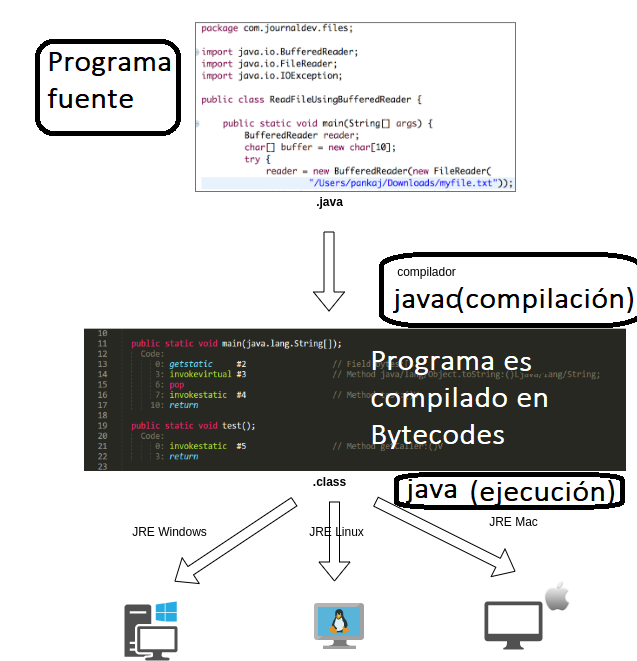 package com.journaldev.files;
import java.io.BufferedReader;
import java.io.FileReader;
import java.io.IOException;
Programa
fuente
public class ReadFileUsingBufferedReader {
public static void main(String[] args) {
BufferedReader reader;
char[] buffer = new char[10];
try {
reader = new BufferedReader(new FileReader(
"/Users/pankaj/Downloads/myfile.txt"));
.java
compilador
javac(compilación)
10
11 public static void main(java.lang.String[]);
12 Code:
13 0: getstatic #2 // Field
14 3: invokevirtual #3 // Method java/lang/Object.toString:()Ljava/lang/String;
15 6: pop
16 7: invokestatic #4 // Method
17 10: return
18
19 public static void test();
20 Code:
21 0: invokestatic #5 // Method getCaller:()V
22 3: return
23
Programa es
compilado en
Bytecodes
.class
java (ejecución)
JRE Windows
JRE Linux
JRE Mac